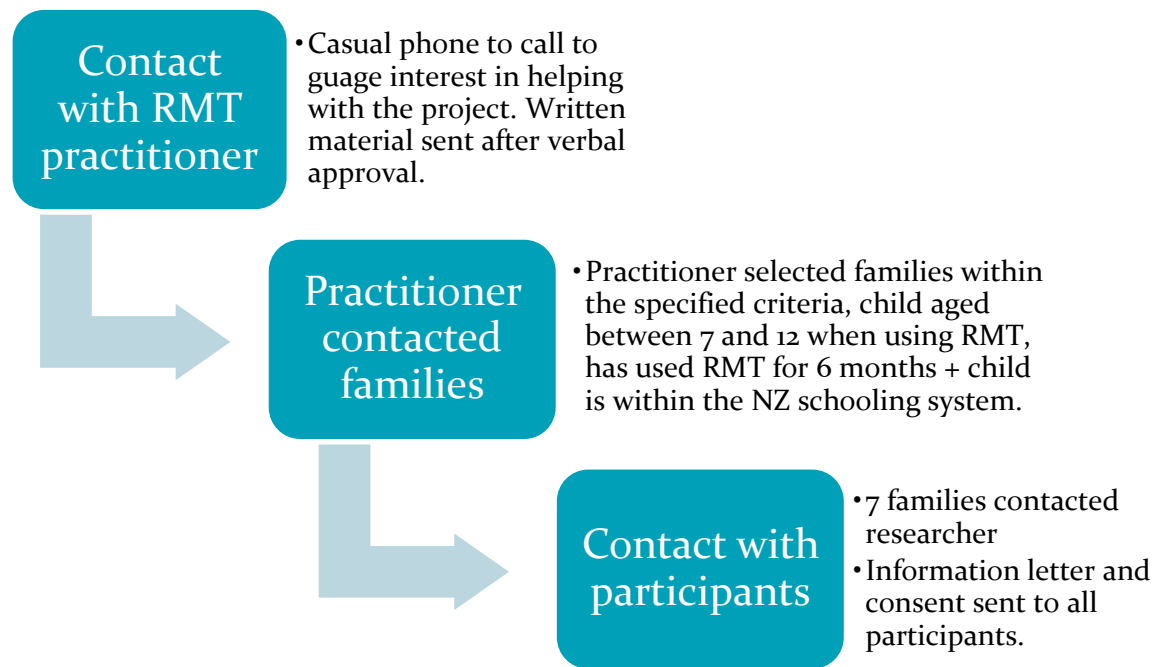 Contact
with RMT
practitioner
•Casual phone to call to
guage interest in helping
with the project. Written
material sent after verbal
approval.
Practitioner
contacted
families
•Practitioner selected families within
the specified criteria, child aged
between 7 and 12 when using RMT,
has used RMT for 6 months + child
is within the NZ schooling system.
Contact with
participants
•7 families contacted
researcher
•Information letter and
consent sent to all
participants.